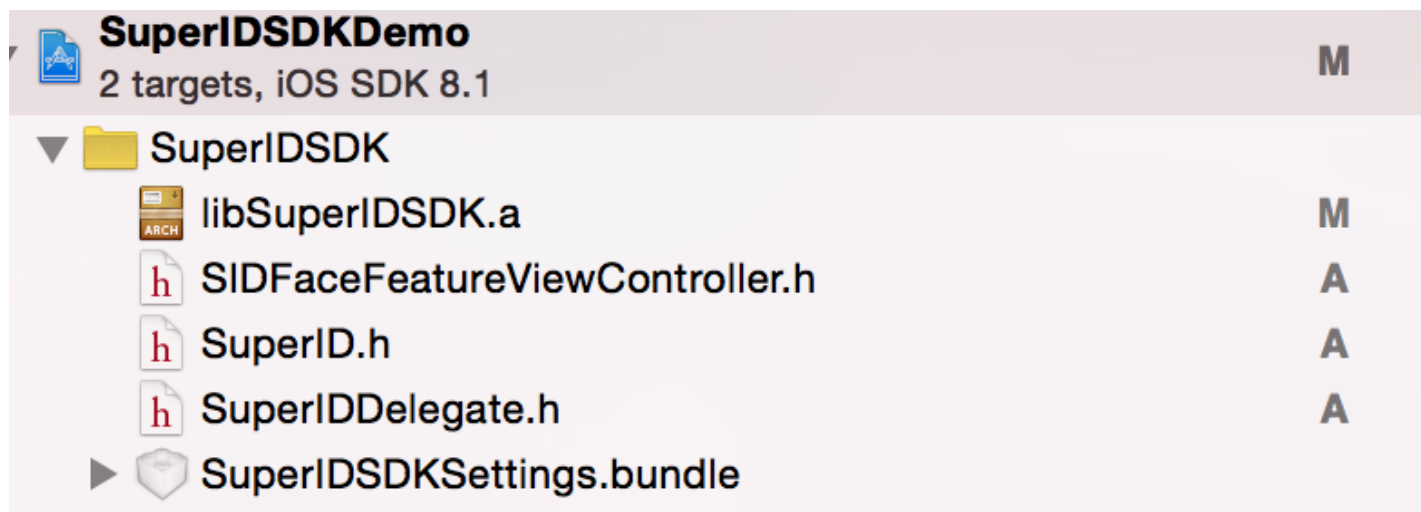 SuperIDSDKDemo M
2 targets, iOS SDK 8.1
SuperIDSDK
ARCH libSuperIDSDK.a M
h SIDFaceFeatureViewController.h A
h SuperID.h A
h SuperIDDelegate.h A
SuperIDSDKSettings.bundle